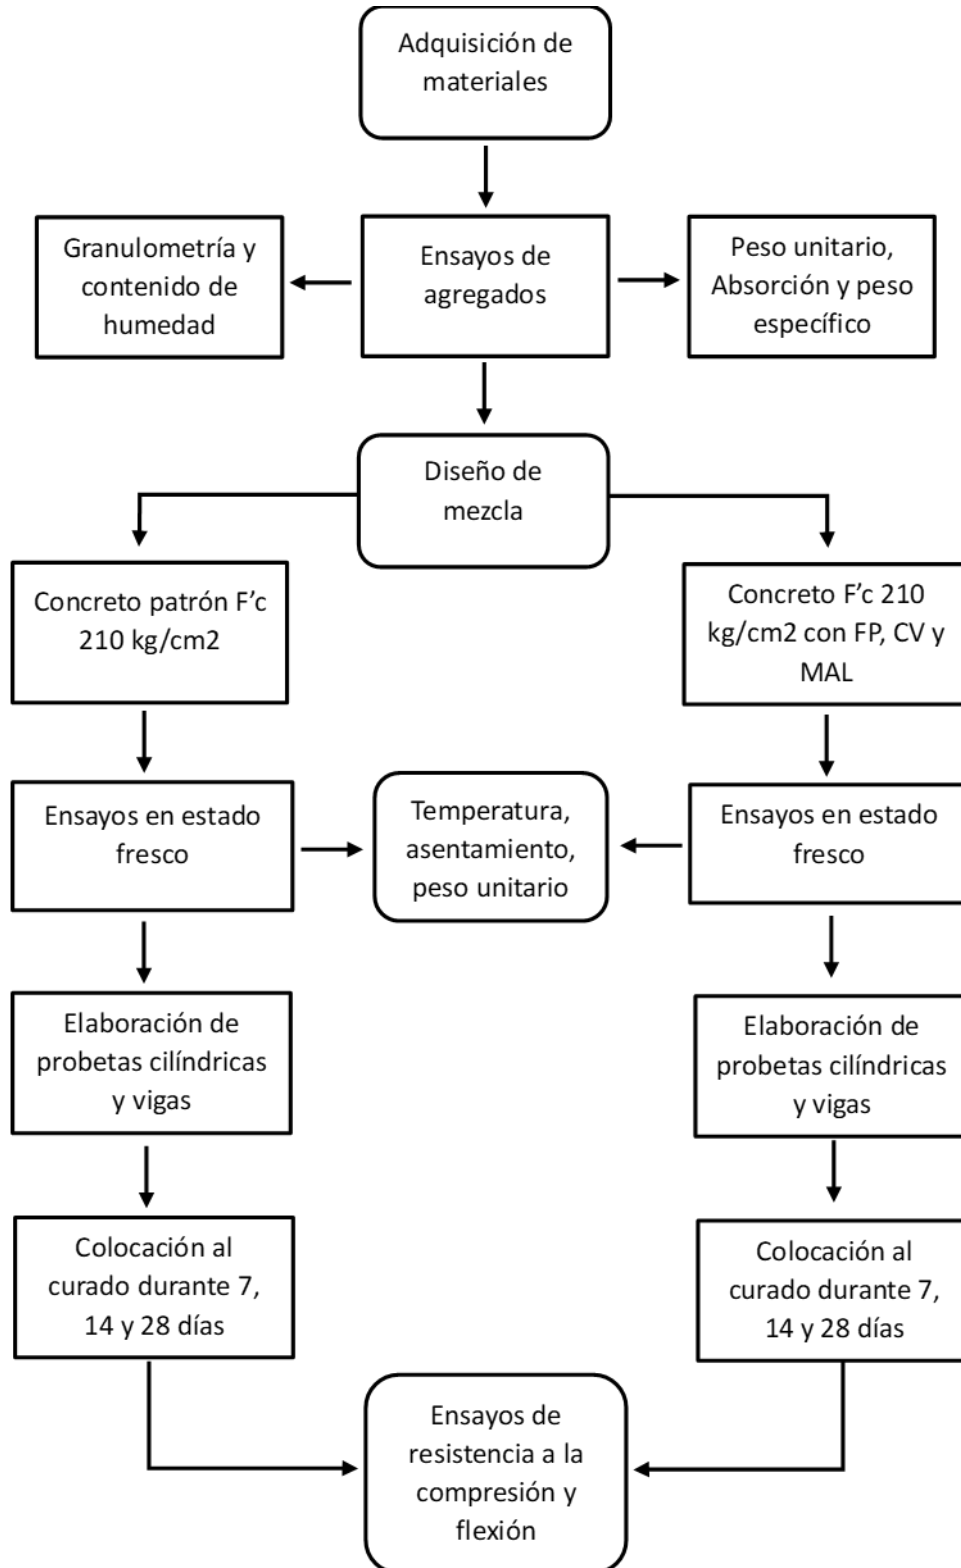 Adquisición de
materiales
Granulometría y
contenido de
humedad
Ensayos de
agregados
Peso unitario,
Absorción y peso
específico
Diseño de
mezcla
Concreto patrón F’c
210 kg/cm2
Concreto F’c 210
kg/cm2 con FP, CV y
MAL
Ensayos en estado
fresco
Temperatura,
asentamiento,
peso unitario
Ensayos en estado
fresco
Elaboración de
probetas cilíndricas
y vigas
Elaboración de
probetas cilíndricas
y vigas
Colocación al
curado durante 7,
14 y 28 días
Colocación al
curado durante 7,
14 y 28 días
Ensayos de
resistencia a la
compresión y
flexión